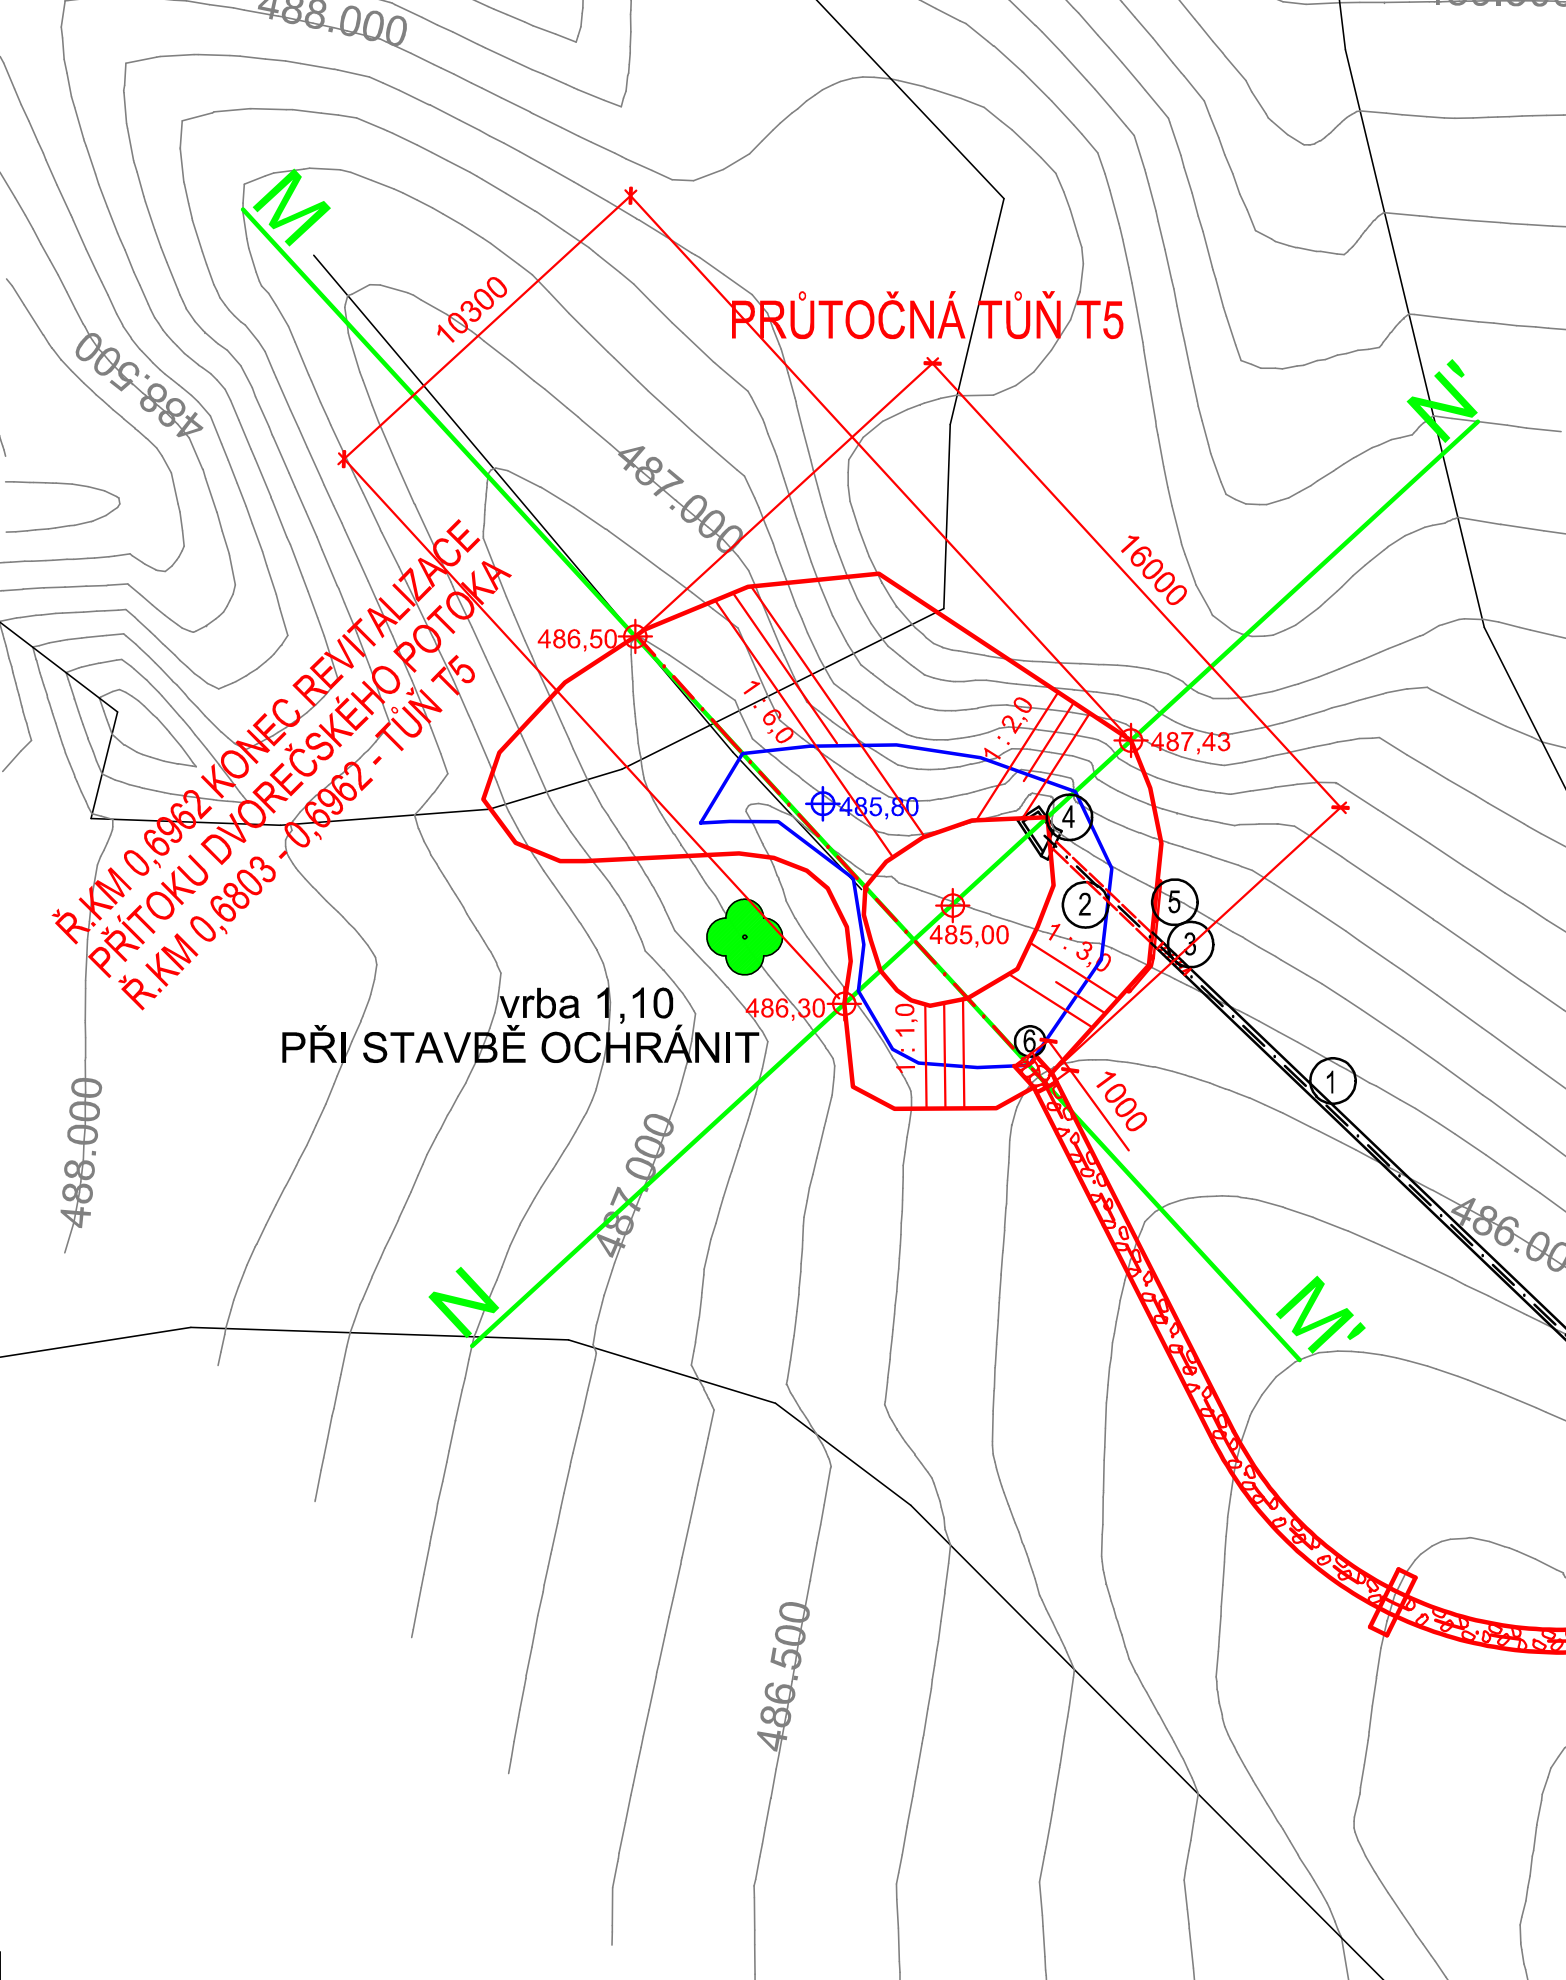 488.000
M
10300
PRŮTOČNÁ TŮŇ T5
488.500
N'
487.000
16000
Ř.KM 0,6962 KONEC REVITALIZACE
PŘÍTOKU DVOREČSKÉHO POTOKA
Ř.KM 0,6803 - 0,6962 - TŮŇ T5
486,50
1:6,0
1:2,0
487,43
485,80
4
2
5
3
485,00
1:3,0
vrba 1,10
PŘI STAVBĚ OCHRÁNIT
486,30
1:1,0
6
1000
1
488.000
487.000
486.00
N
M'
486.500